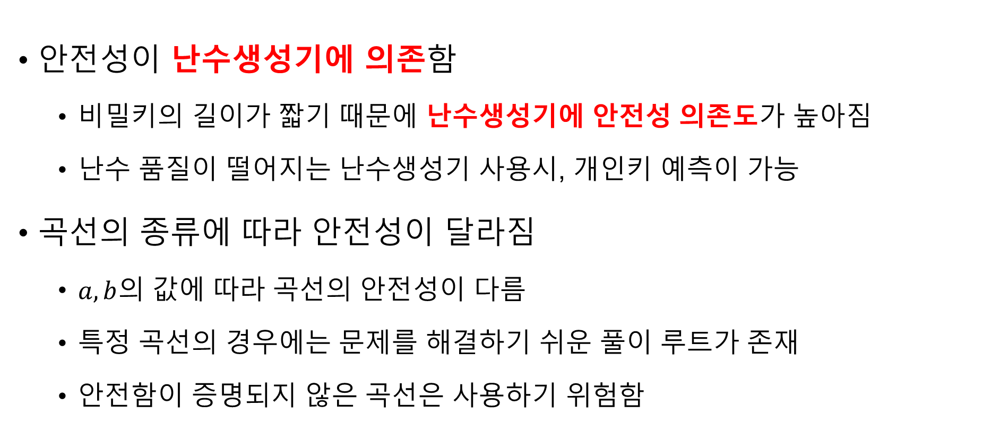 • 안전성이 난수생성기에 의존함
• 비밀키의 길이가 짧기 때문에 난수생성기에 안전성 의존도가 높아짐
• 난수 품질이 떨어지는 난수생성기 사용시, 개인키 예측이 가능
• 곡선의 종류에 따라 안전성이 달라짐
• a, b의 값에 따라 곡선의 안전성이 다름
• 특정 곡선의 경우에는 문제를 해결하기 쉬운 풀이 루트가 존재
• 안전함이 증명되지 않은 곡선은 사용하기 위험함